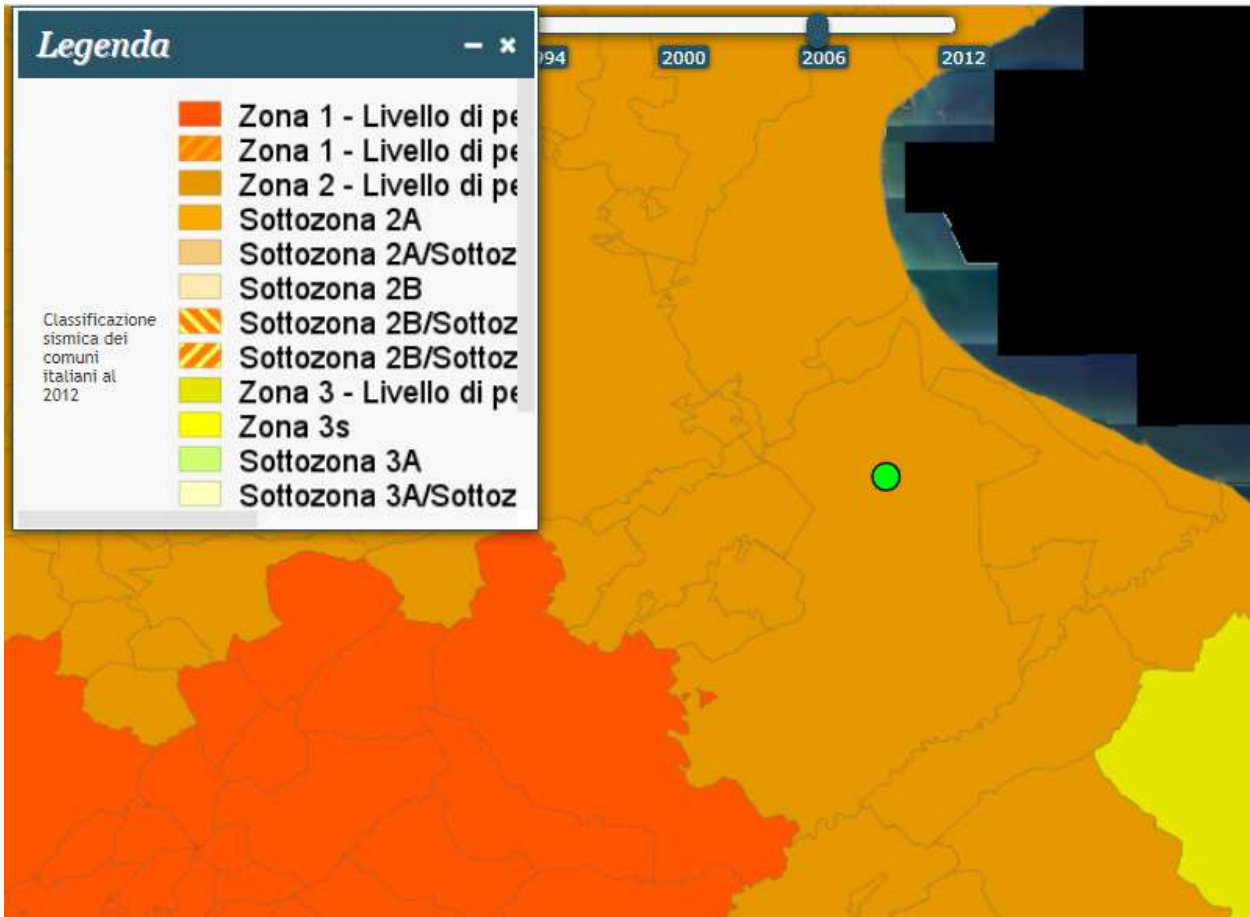 Legenda
994 2000 2006 2012
Zona 1 - Livello di pe
Zona 1 - Livello di pe
Zona 2 - Livello di pe
Sottozona 2A
Sottozona 2A/Sottoz
Sottozona 2B
Sottozona 2B/Sottoz
Sottozona 2B/Sottoz
Zona 3 - Livello di pe
Zona 3s
Sottozona 3A
Sottozona 3A/Sottoz
Classificazione
sismica dei
comuni
italiani al
2012